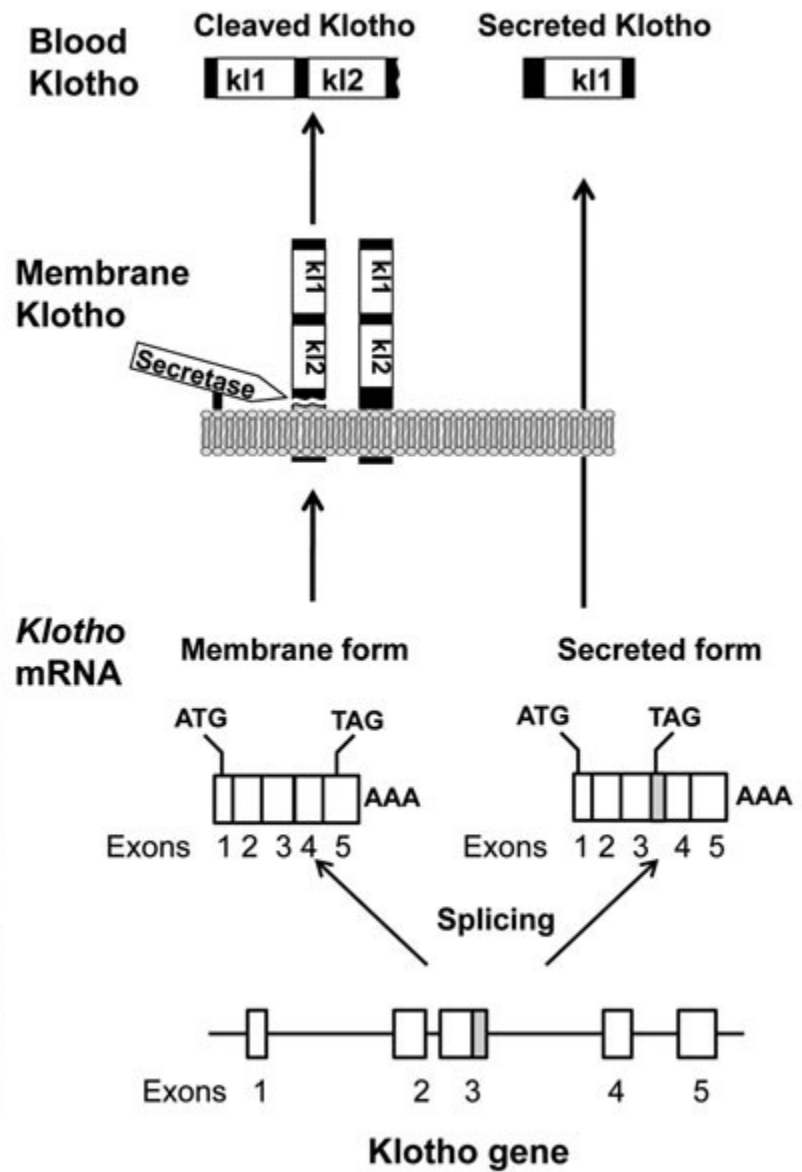 Blood Klotho
Cleaved Klotho
Secreted Klotho
kl1 kl2
kl1
Membrane Klotho
kl1
kl2
kl1
kl2
Secretase
Klotho mRNA
Membrane form
Secreted form
ATG TAG
AAA
Exons 1 2 3 4 5
ATG TAG
AAA
Exons 1 2 3 4 5
Splicing
Exons 1 2 3 4 5
Klotho gene